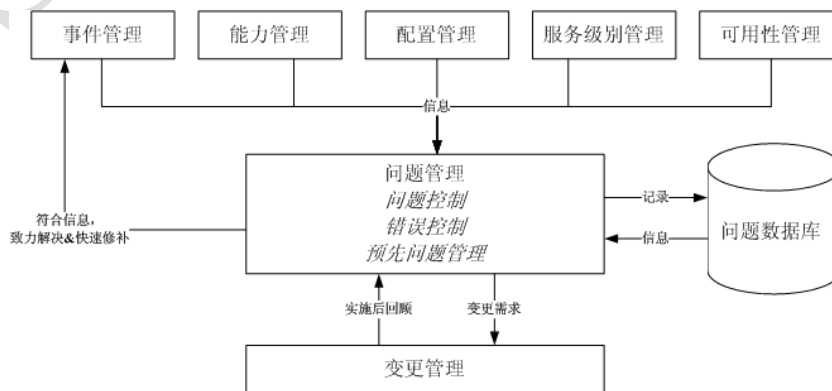 事件管理
能力管理
配置管理
服务级别管理
可用性管理
信息
问题管理
问题控制
错误控制
预先问题管理
符合信息，
致力解决&快速修补
记录
信息
问题数据库
实施后回顾
变更需求
变更管理